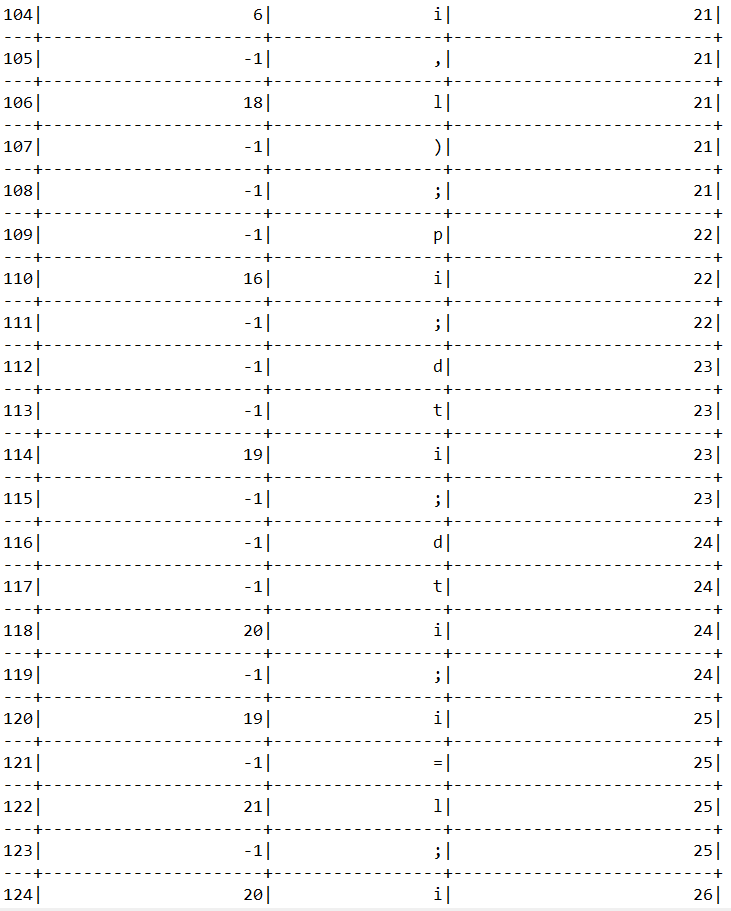 104|                     6|                i|                        21|
---+----------------------+-----------------+--------------------------+
105|                    -1|                ,|                        21|
---+----------------------+-----------------+--------------------------+
106|                    18|                l|                        21|
---+----------------------+-----------------+--------------------------+
107|                    -1|                )|                        21|
---+----------------------+-----------------+--------------------------+
108|                    -1|                ;|                        21|
---+----------------------+-----------------+--------------------------+
109|                    -1|                p|                        22|
---+----------------------+-----------------+--------------------------+
110|                    16|                i|                        22|
---+----------------------+-----------------+--------------------------+
111|                    -1|                ;|                        22|
---+----------------------+-----------------+--------------------------+
112|                    -1|                d|                        23|
---+----------------------+-----------------+--------------------------+
113|                    -1|                t|                        23|
---+----------------------+-----------------+--------------------------+
114|                    19|                i|                        23|
---+----------------------+-----------------+--------------------------+
115|                    -1|                ;|                        23|
---+----------------------+-----------------+--------------------------+
116|                    -1|                d|                        24|
---+----------------------+-----------------+--------------------------+
117|                    -1|                t|                        24|
---+----------------------+-----------------+--------------------------+
118|                    20|                i|                        24|
---+----------------------+-----------------+--------------------------+
119|                    -1|                ;|                        24|
---+----------------------+-----------------+--------------------------+
120|                    19|                i|                        25|
---+----------------------+-----------------+--------------------------+
121|                    -1|                =|                        25|
---+----------------------+-----------------+--------------------------+
122|                    21|                l|                        25|
---+----------------------+-----------------+--------------------------+
123|                    -1|                ;|                        25|
---+----------------------+-----------------+--------------------------+
124|                    20|                i|                        26|